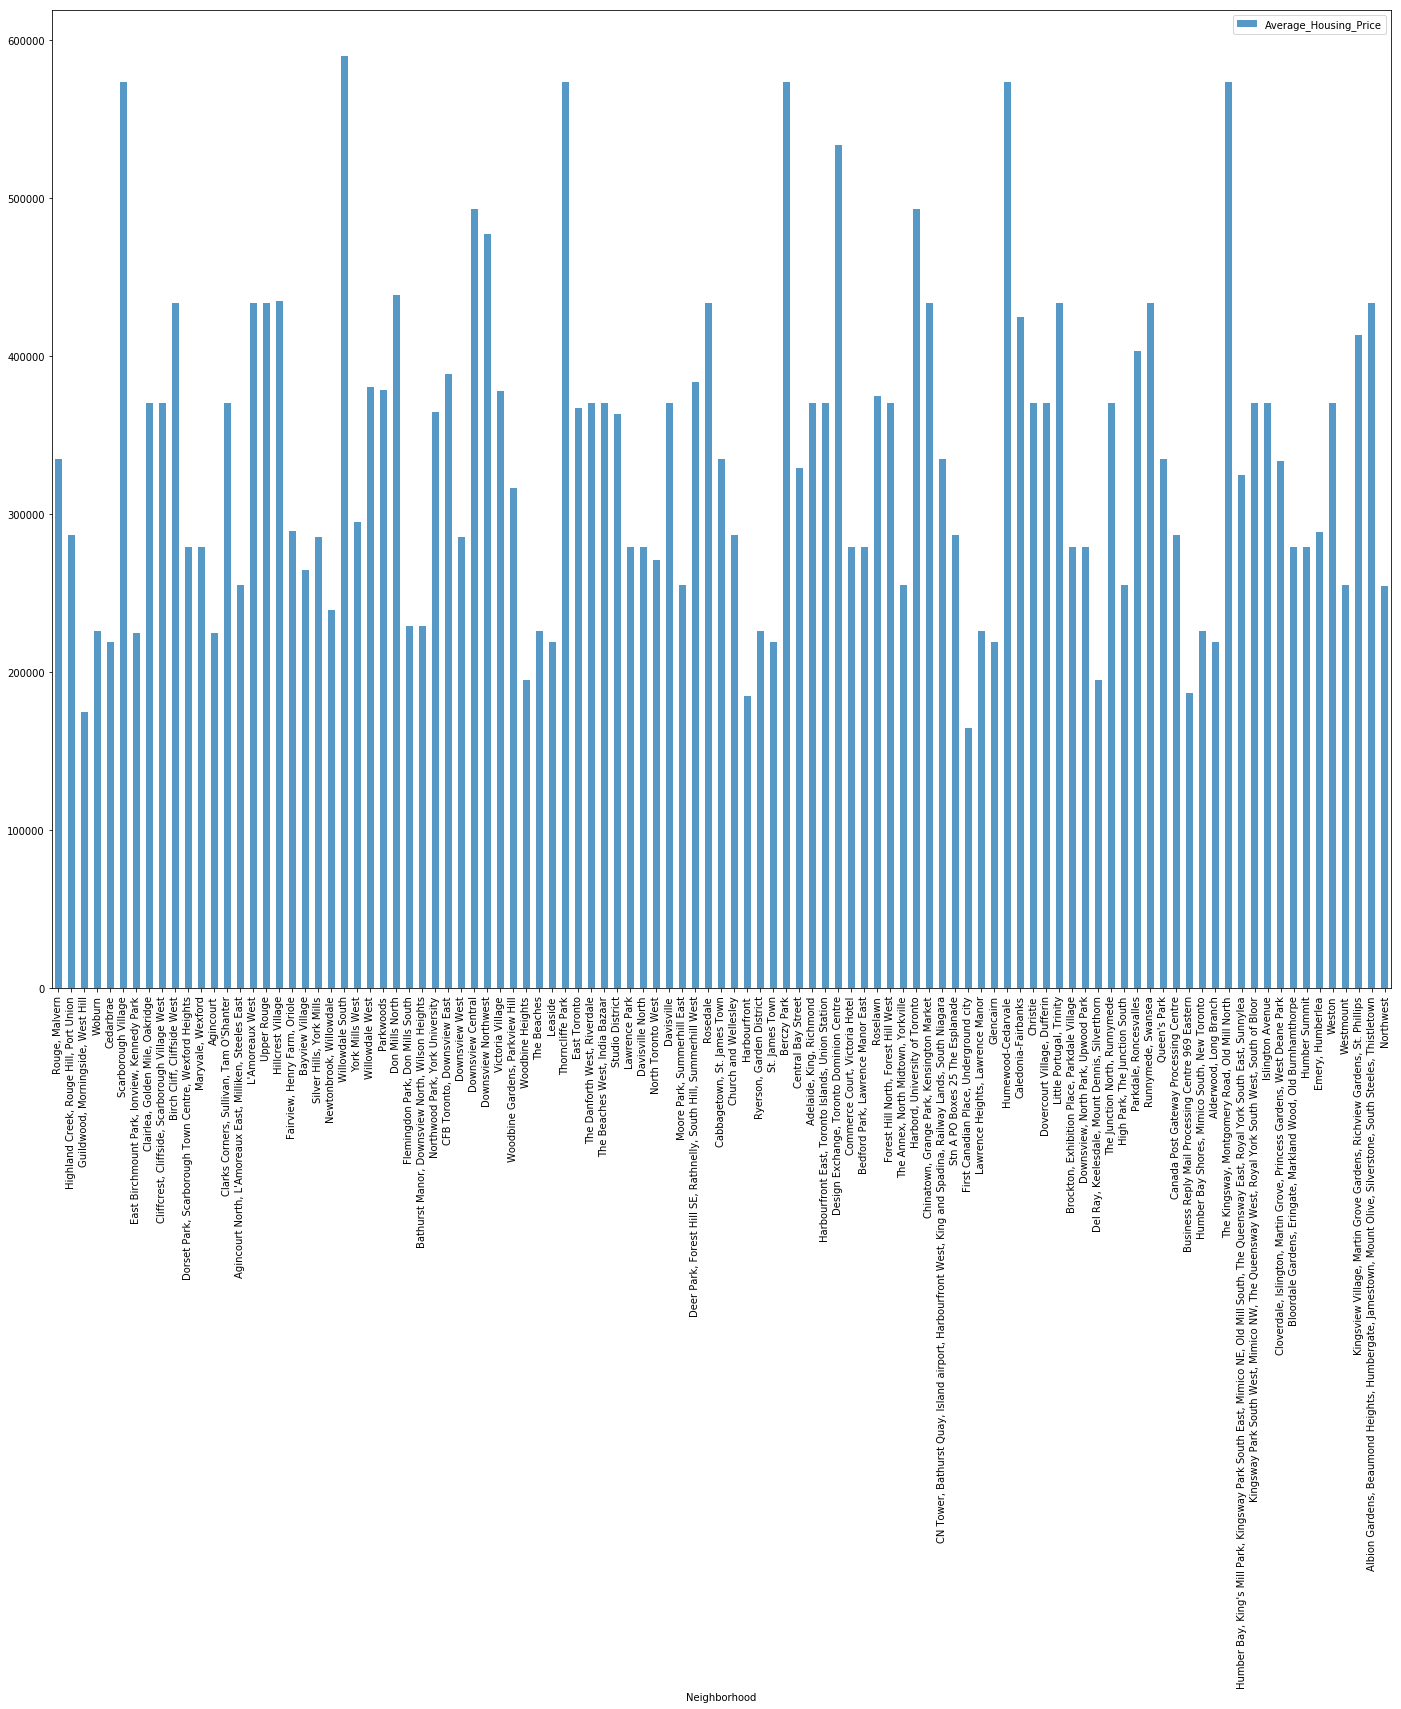 Average_Housing_Price
600000
500000
400000
300000
200000
100000
0
Rouge, Malvern
Highland Creek, Rouge Hill, Port Union
Guildwood, Morningside, West Hill
Woburn
Cedarbrae
Scarborough Village
East Birchmount Park, Ionview, Kennedy Park
Clairlea, Golden Mile, Oakridge
Cliffcrest, Cliffside, Scarborough Village West
Birch Cliff, Cliffside West
Dorset Park, Scarborough Town Centre, Wexford Heights
Maryvale, Wexford
Agincourt
Clarks Corners, Sullivan, Tam O'Shanter
Agincourt North, L'Amoreaux East, Milliken, Steeles East
L'Amoreaux West
Upper Rouge
Hillcrest Village
Fairview, Henry Farm, Oriole
Bayview Village
Silver Hills, York Mills
Newtonbrook, Willowdale
Willowdale South
York Mills West
Willowdale West
Parkwoods
Don Mills North
Flemingdon Park, Don Mills South
Bathurst Manor, Downsview North, Wilson Heights
Northwood Park, York University
CFB Toronto, Downsview East
Downsview West
Downsview Central
Downsview Northwest
Victoria Village
Woodbine Gardens, Parkview Hill
Woodbine Heights
The Beaches
Leaside
Thorncliffe Park
East Toronto
The Danforth West, Riverdale
The Beaches West, India Bazaar
Studio District
Lawrence Park
Davisville North
North Toronto West
Davisville
Moore Park, Summerhill East
Deer Park, Forest Hill SE, Rathnelly, South Hill, Summerhill West
Rosedale
Cabbagetown, St. James Town
Church and Wellesley
Harbourfront
Ryerson, Garden District
St. James Town
Berczy Park
Central Bay Street
Adelaide, King, Richmond
Harbourfront East, Toronto Islands, Union Station
Design Exchange, Toronto Dominion Centre
Commerce Court, Victoria Hotel
Bedford Park, Lawrence Manor East
Roselawn
Forest Hill North, Forest Hill West
The Annex, North Midtown, Yorkville
Harbord, University of Toronto
Chinatown, Grange Park, Kensington Market
CN Tower, Bathurst Quay, Island airport, Harbourfront West, King and Spadina, Railway Lands, South Niagara
Stn A PO Boxes 25 The Esplanade
First Canadian Place, Underground city
Lawrence Heights, Lawrence Manor
Glencairn
Humewood-Cedarvale
Caledonia-Fairbanks
Christie
Dovercourt Village, Dufferin
Little Portugal, Trinity
Brockton, Exhibition Place, Parkdale Village
Downsview, North Park, Upwood Park
Del Ray, Keelesdale, Mount Dennis, Silverthorn
The Junction North, Runnymede
High Park, The Junction South
Parkdale, Roncesvales
Runnymede, Swansea
Queen's Park
Canada Post Gateway Processing Centre
Business Reply Mail Processing Centre 969 Eastern
Humber Bay Shores, Mimico South, New Toronto
Alderwood, Long Branch
The Kingsway, Montgomery Road, Old Mill North
Humber Bay, King's Mill Park, Kingsway Park South East, Mimico NE, Old Mill South, The Queensway East, Royal York South East, Sunnylea
Kingsway Park South West, Mimico NW, The Queensway West, Royal York South West, South of Bloor
Islington Avenue
Cloverdale, Islington, Martin Grove, Princess Gardens, West Deane Park
Bloordale Gardens, Eringate, Markland Wood, Old Burnhamthorpe
Humber Summit
Emery, Humberlea
Weston
Westmount
Kingsview Village, Martin Grove Gardens, Richview Gardens, St. Phillips
Albion Gardens, Beaumond Heights, Humbergate, Jamestown, Mount Olive, Silverstone, South Steeles, Thistletown
Northwest
Neighborhood